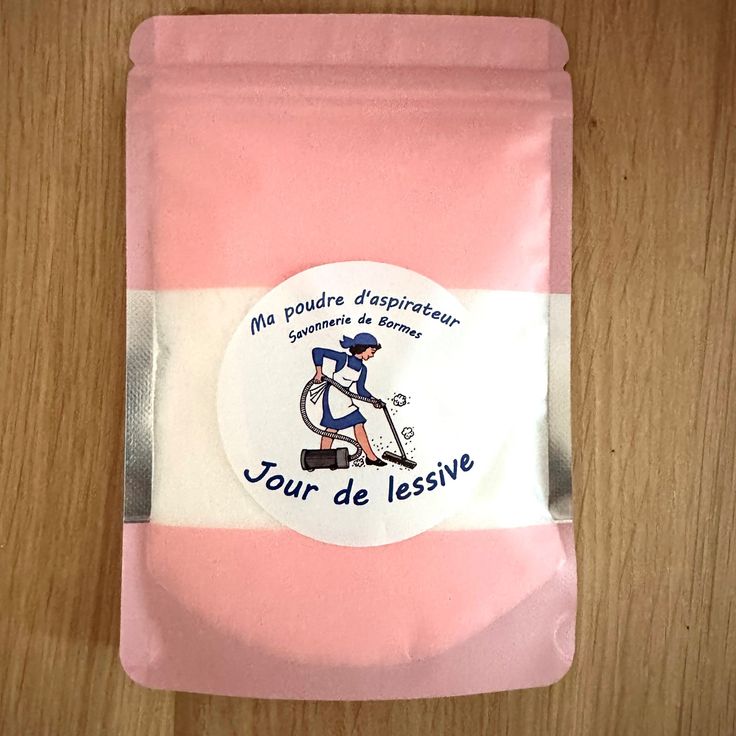 Ma poudre d'aspirateur
Savonnerie de Bormes
Jour de lessive